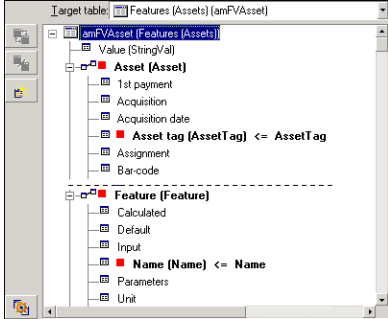 Target table: Features (Assets) (amFVAsset)
amFVAsset (Features (Assets))
Value (StringVal)
Asset (Asset)
1st payment
Acquisition
Acquisition date
Asset tag (AssetTag) <= AssetTag
Assignment
Bar-code
Feature (Feature)
Calculated
Default
Input
Name (Name) <= Name
Parameters
Unit